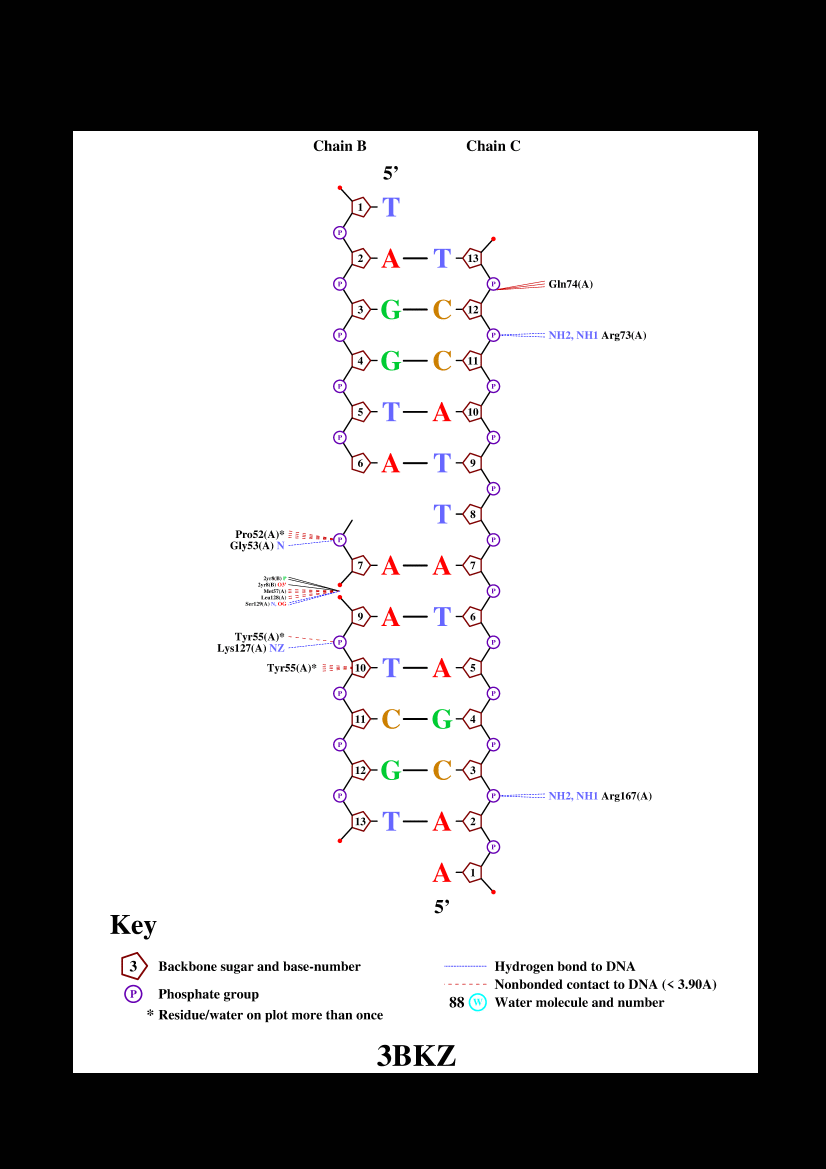 Chain B Chain C
5’
1 T
P
2 A T 13
P P Gln74(A)
3 G C 12
P P NH2, NH1 Arg73(A)
4 G C 11
P P
5 T A 10
P P
6 A T 9
P
T 8
Pro52(A)*
Gly53(A) N P P
7 A A 7
2yr8(B) P
2yr8(B) O3'
Met57(A)
Leu128(A)
Ser129(A) N, OG
P
9 A T 6
Tyr55(A)*
Lys127(A) NZ P P
Tyr55(A)* 10 T A 5
P P
11 C G 4
P P
12 G C 3
P P NH2, NH1 Arg167(A)
13 T A 2
P
A 1
5’
Key
3 Backbone sugar and base-number
P Phosphate group
* Residue/water on plot more than once
Hydrogen bond to DNA
Nonbonded contact to DNA (< 3.90A)
88 W Water molecule and number
3BKZ